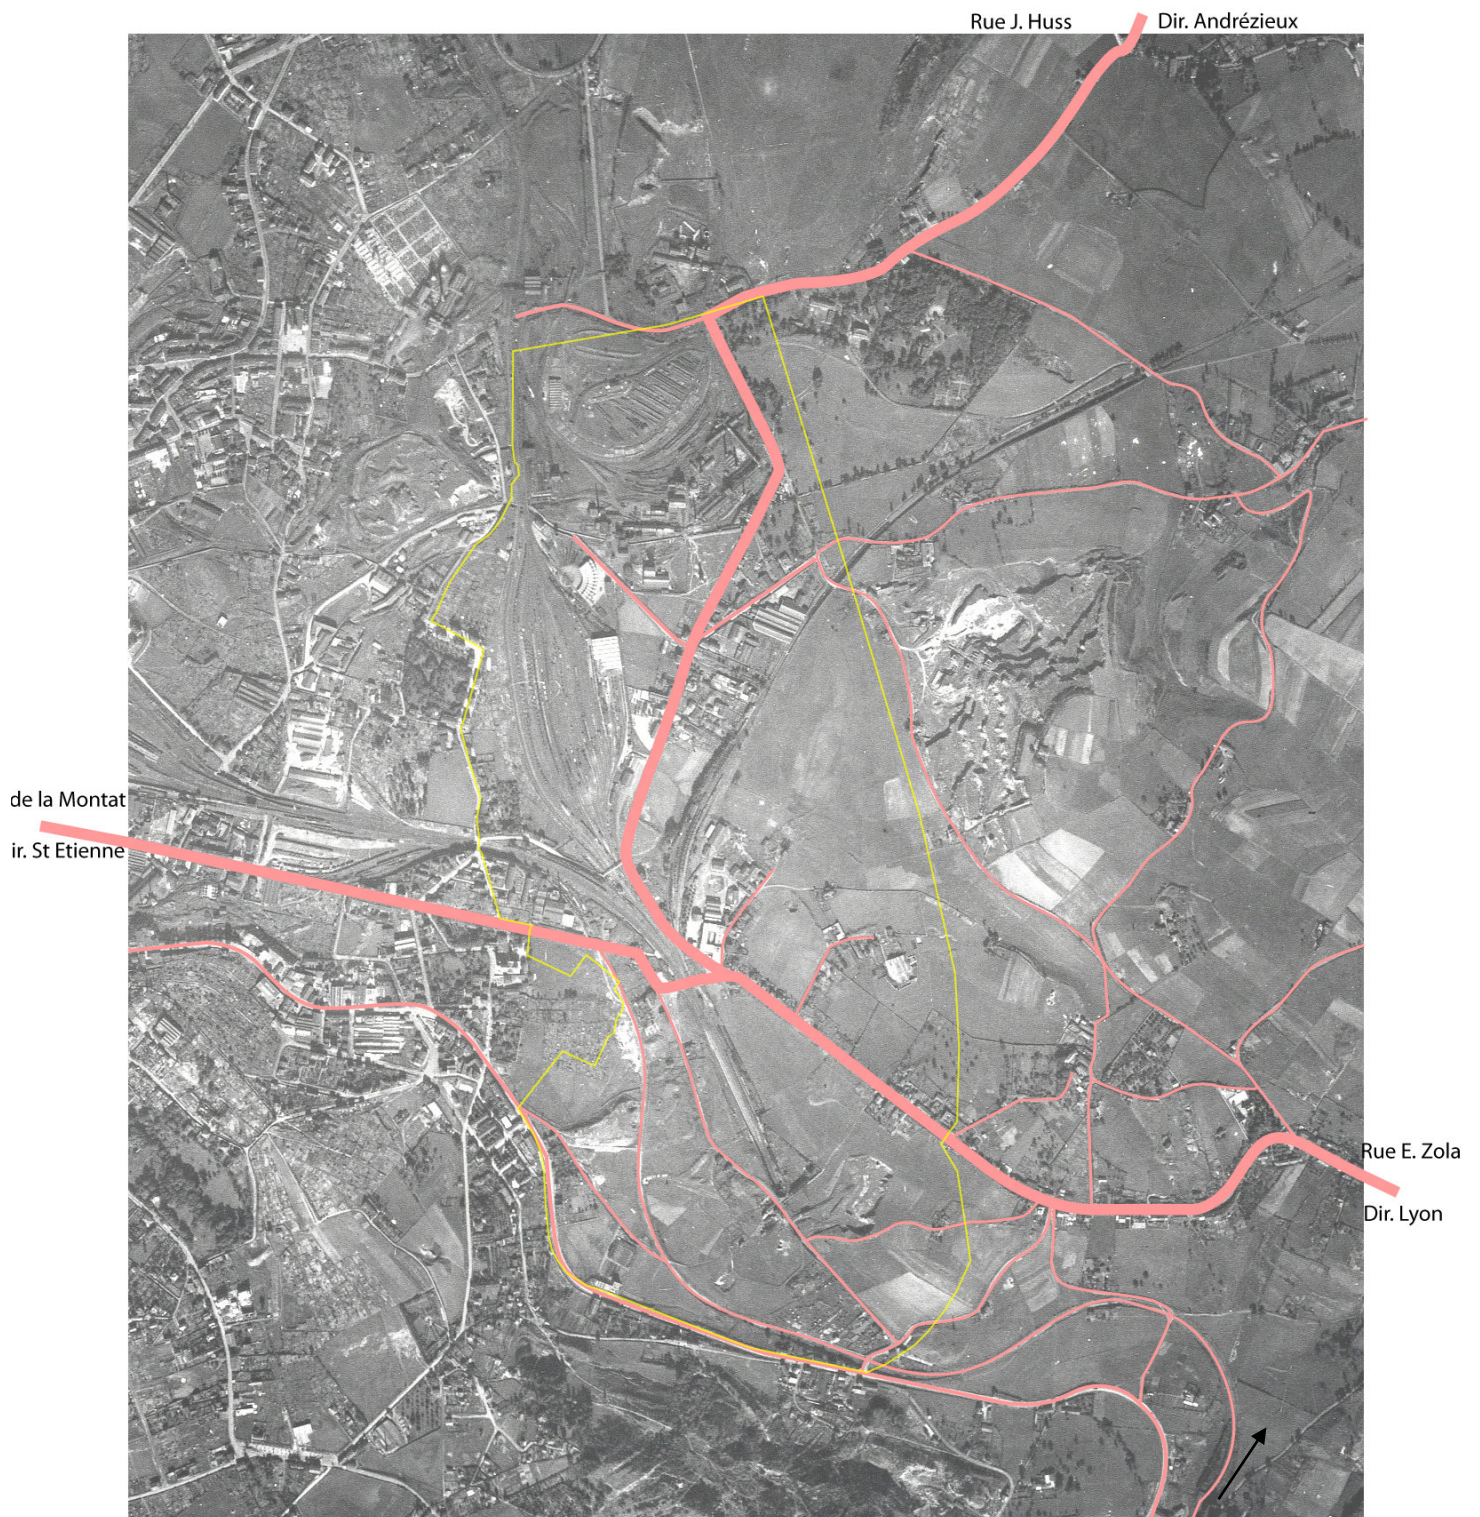 Rue J. Huss
Dir. Andrézieux
de la Montat
ir. St Etienne
Rue E. Zola
Dir. Lyon